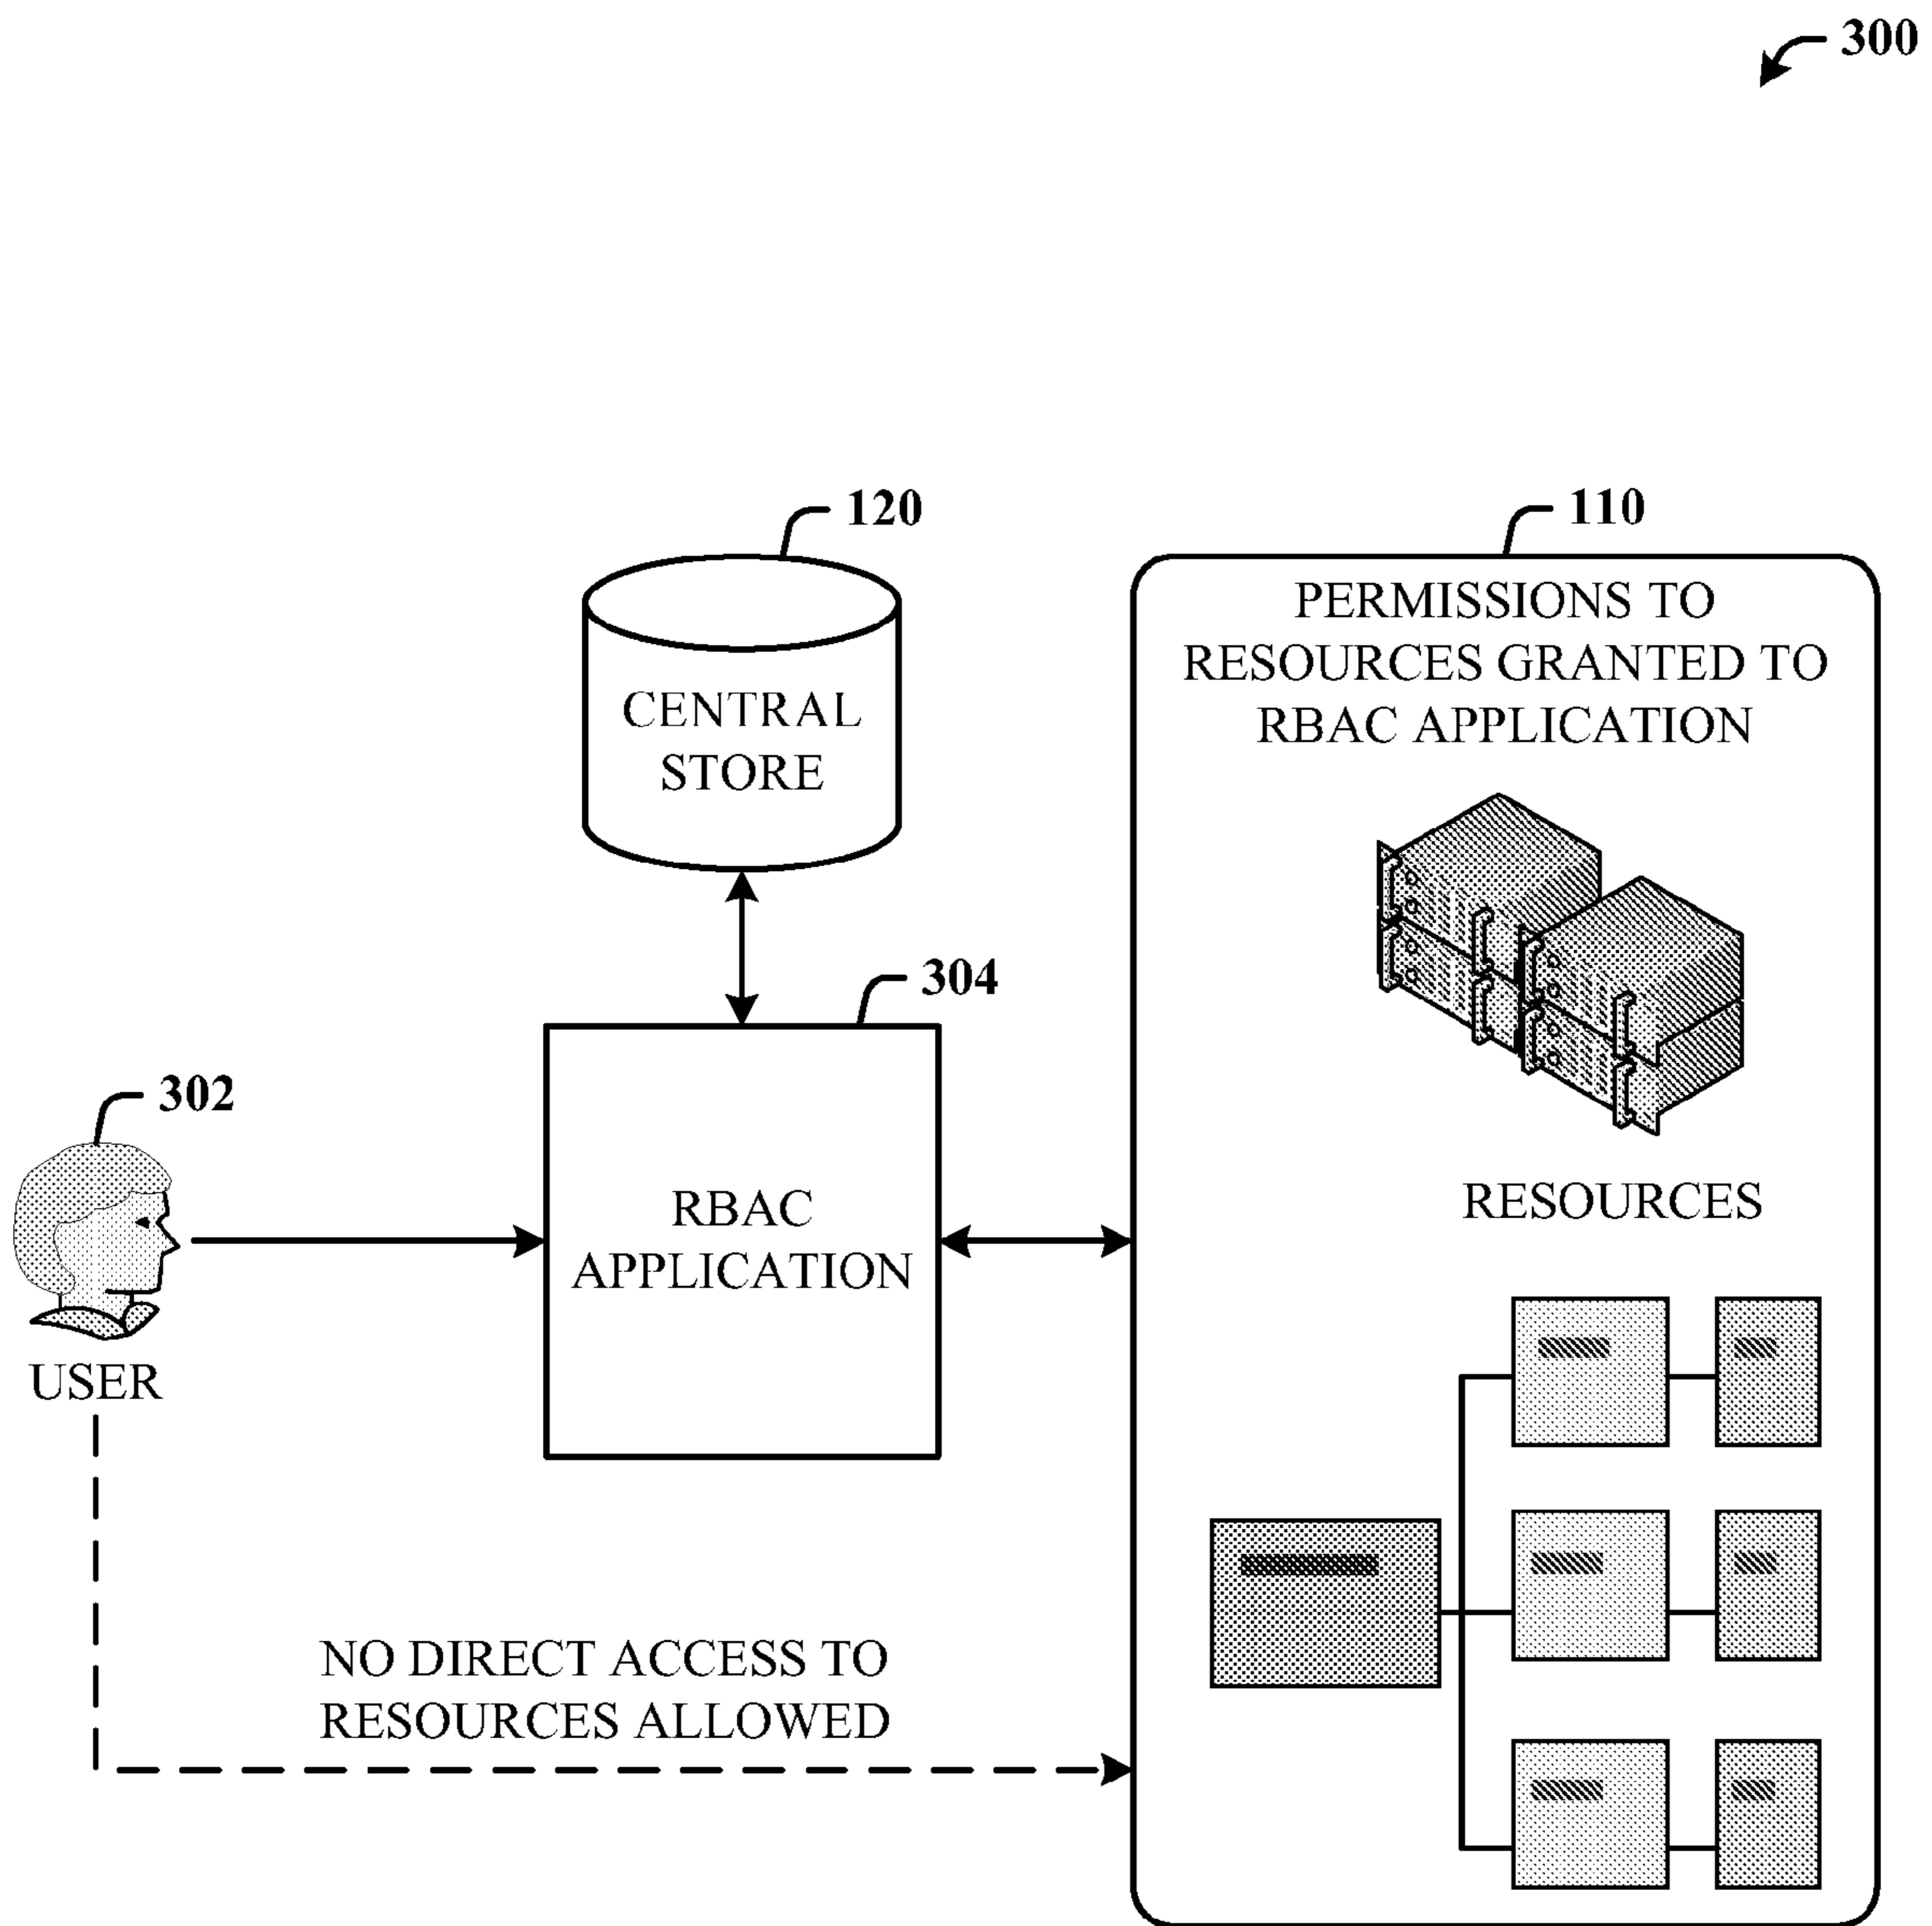 300
120
110
PERMISSIONS TO
RESOURCES GRANTED TO
RBAC APPLICATION
CENTRAL
STORE
304
302
RBAC
APPLICATION
RESOURCES
USER
NO DIRECT ACCESS TO
RESOURCES ALLOWED